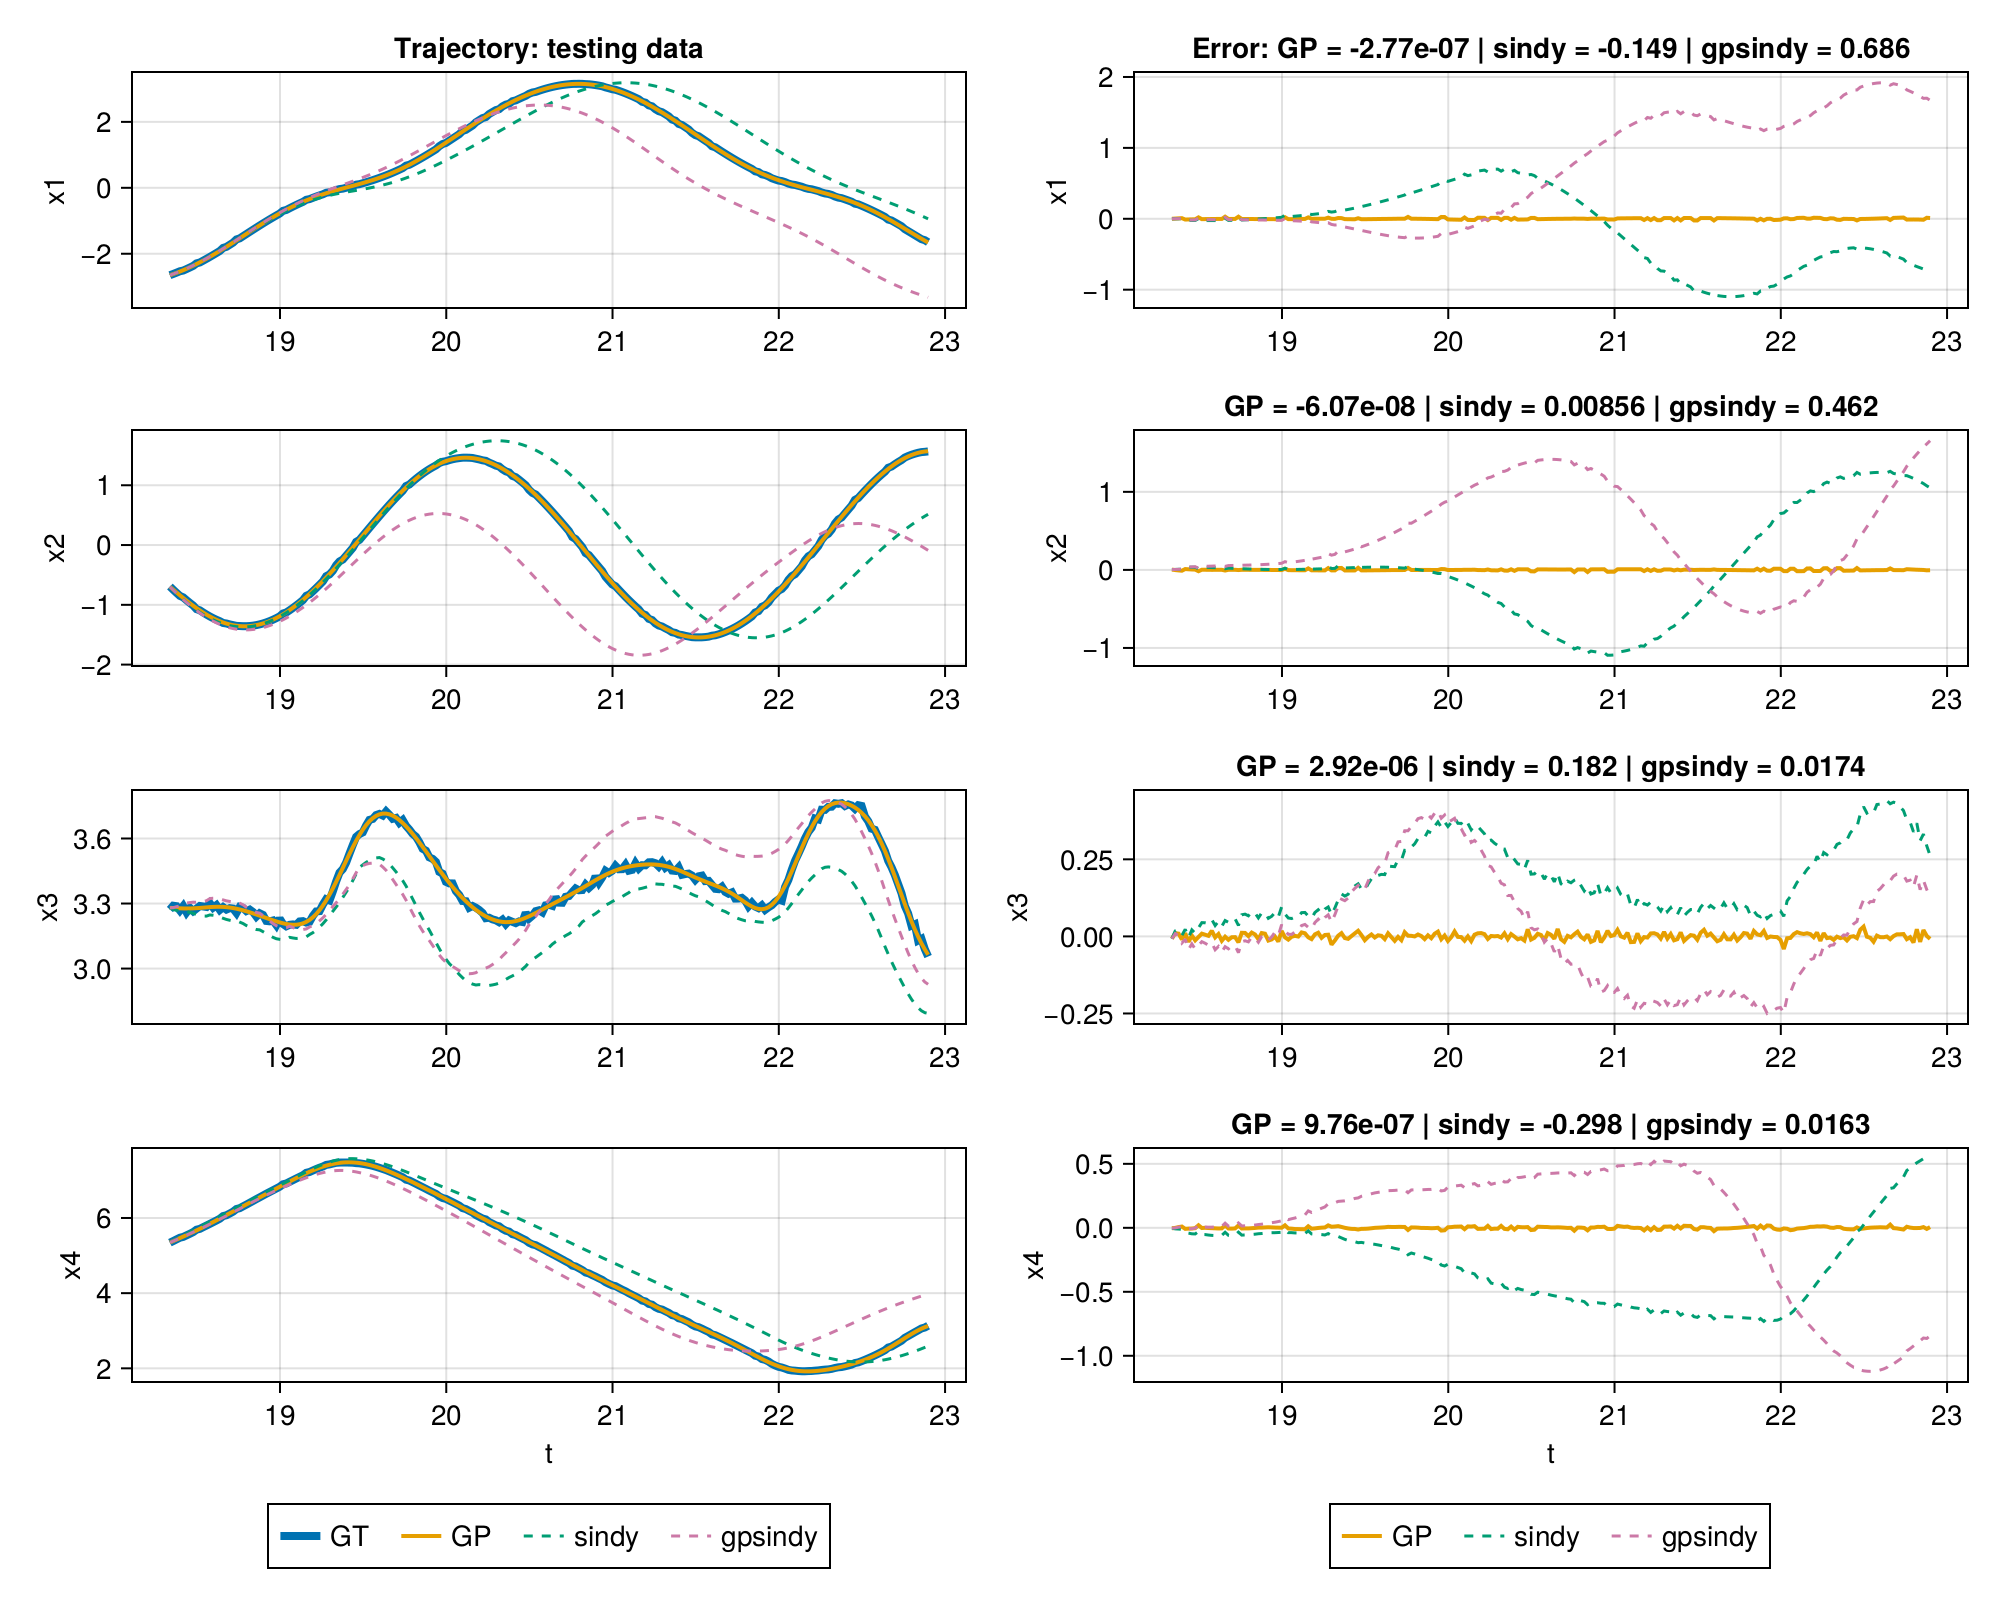 Trajectory: testing data
x1
2
0
−2
19 20 21 22 23
Error: GP = -2.77e-07 | sindy = -0.149 | gpsindy = 0.686
x1
2
1
0
−1
19 20 21 22 23
x2
1
0
−1
−2
19 20 21 22 23
GP = -6.07e-08 | sindy = 0.00856 | gpsindy = 0.462
x2
1
0
−1
19 20 21 22 23
x3
3.6
3.3
3.0
19 20 21 22 23
GP = 2.92e-06 | sindy = 0.182 | gpsindy = 0.0174
x3
0.25
0.00
−0.25
19 20 21 22 23
x4
6
4
2
19 20 21 22 23
t
GP = 9.76e-07 | sindy = -0.298 | gpsindy = 0.0163
x4
0.5
0.0
−0.5
−1.0
19 20 21 22 23
t
GT GP sindy gpsindy
GP sindy gpsindy